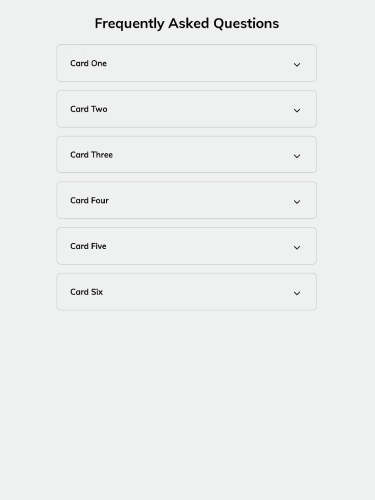 Frequently Asked Questions
Card One
Card Two
Card Three
Card Four
Card Five
Card Six